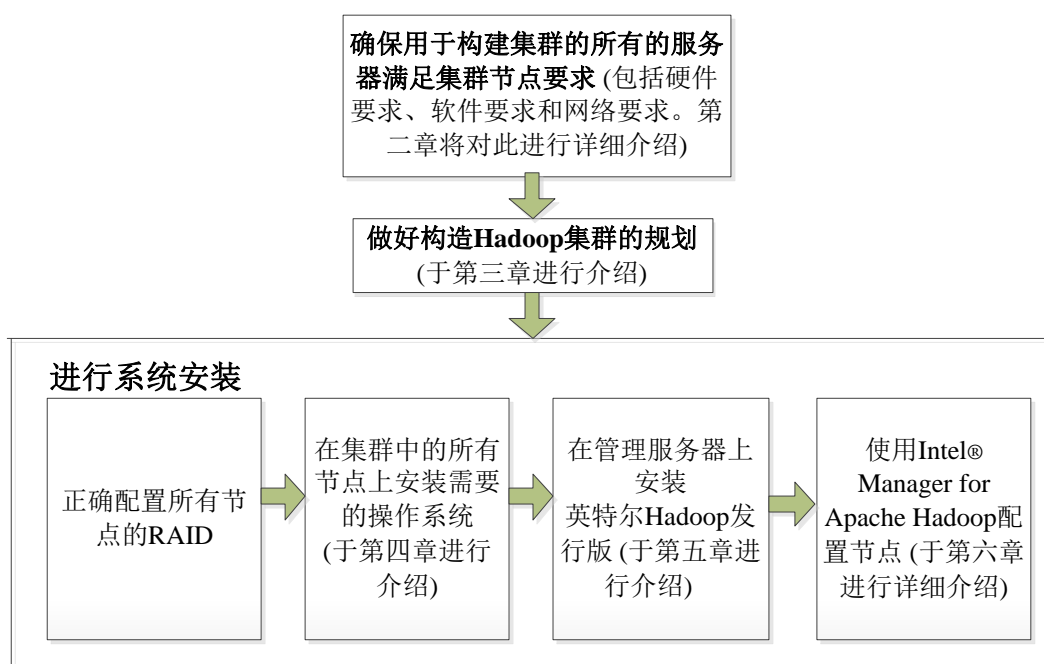 确保用于构建集群的所有的服务
器满足集群节点要求 (包括硬件
要求、软件要求和网络要求。第
二章将对此进行详细介绍)
做好构造Hadoop集群的规划
(于第三章进行介绍)
进行系统安装
正确配置所有节
点的RAID
在集群中的所有
节点上安装需要
的操作系统
(于第四章进行
介绍)
在管理服务器上
安装
英特尔Hadoop发
行版 (于第五章进
行介绍)
使用Intel®
Manager for
Apache Hadoop配
置节点 (于第六章
进行详细介绍)